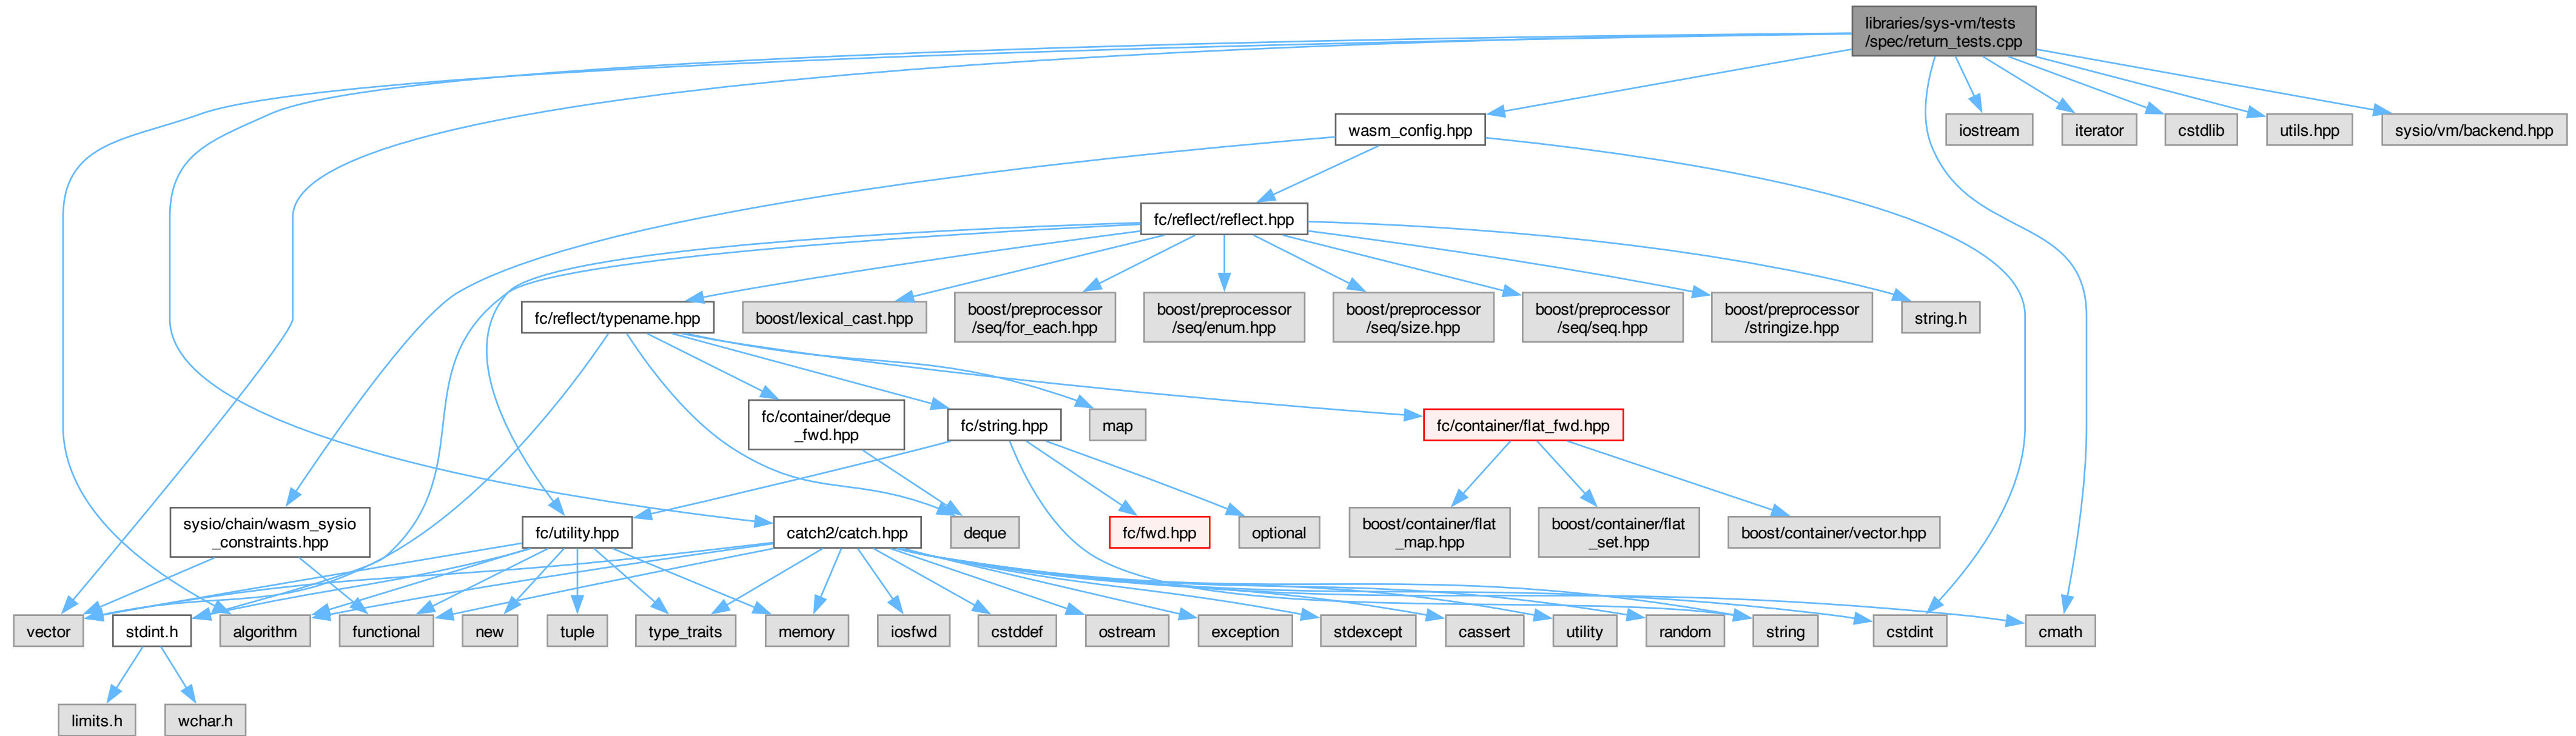 libraries/sys-vm/tests
/spec/return_tests.cpp
wasm_config.hpp
iostream
iterator
cstdlib
utils.hpp
sysio/vm/backend.hpp
fc/reflect/reflect.hpp
fc/reflect/typename.hpp
boost/lexical_cast.hpp
boost/preprocessor
/seq/for_each.hpp
boost/preprocessor
/seq/enum.hpp
boost/preprocessor
/seq/size.hpp
boost/preprocessor
/seq/seq.hpp
boost/preprocessor
/stringize.hpp
string.h
fc/container/deque
_fwd.hpp
fc/string.hpp
map
fc/container/flat_fwd.hpp
sysio/chain/wasm_sysio
_constraints.hpp
fc/utility.hpp
catch2/catch.hpp
deque
fc/fwd.hpp
optional
boost/container/flat
_map.hpp
boost/container/flat
_set.hpp
boost/container/vector.hpp
vector
stdint.h
algorithm
functional
new
tuple
type_traits
memory
iosfwd
cstddef
ostream
exception
stdexcept
cassert
utility
random
string
cstdint
cmath
limits.h
wchar.h